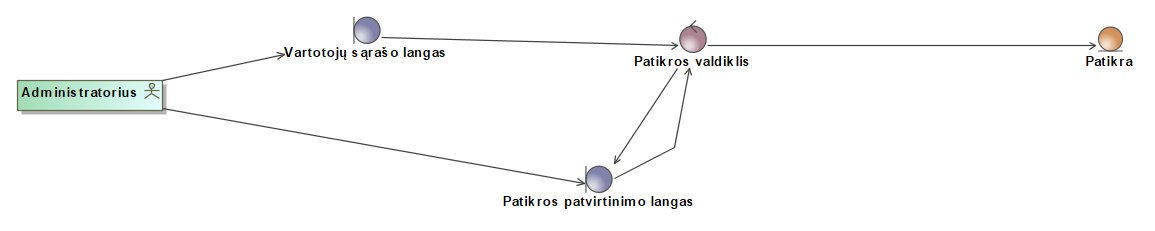 Vartotojų sąrašo langas
Patikros valdiklis
Patikra
Administratorius
Patikros patvirtinimo langas